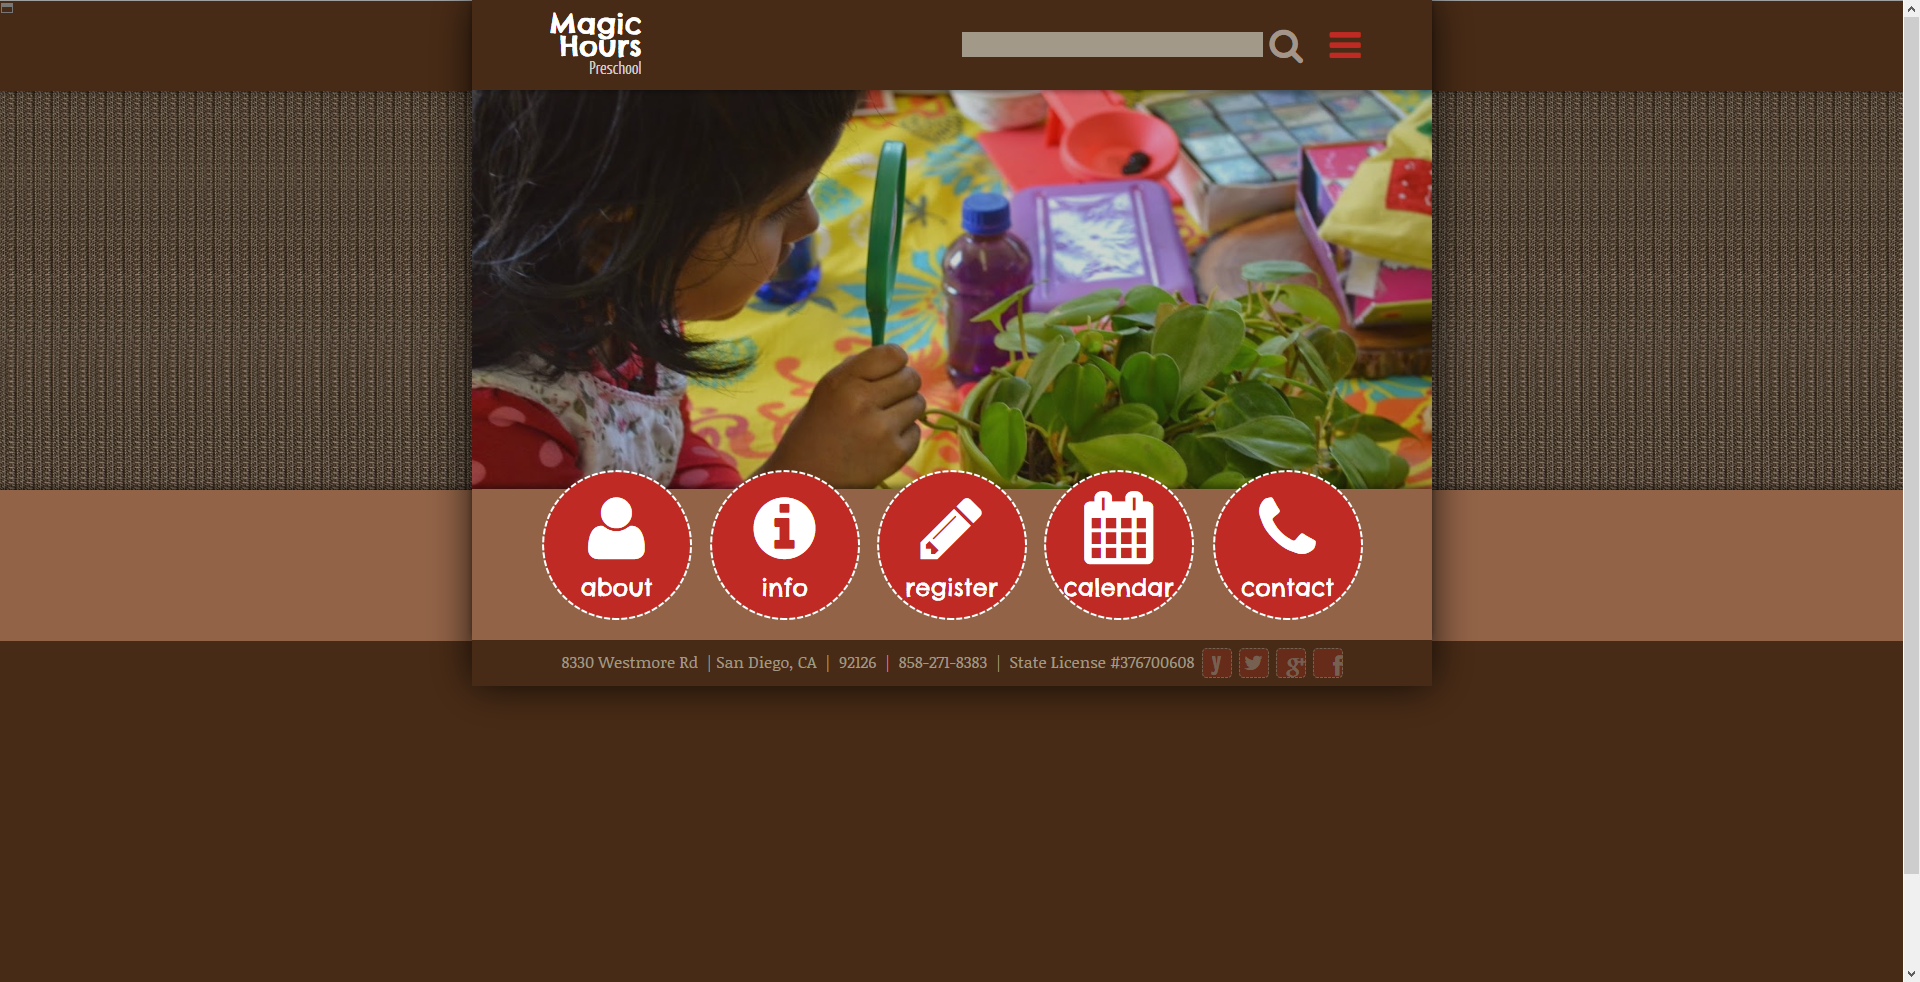 Magic
Hours
Preschool
about
info
register
calendar
contact
8330 Westmore Rd | San Diego, CA | 92126 | 858-271-8383 | State License #376700608